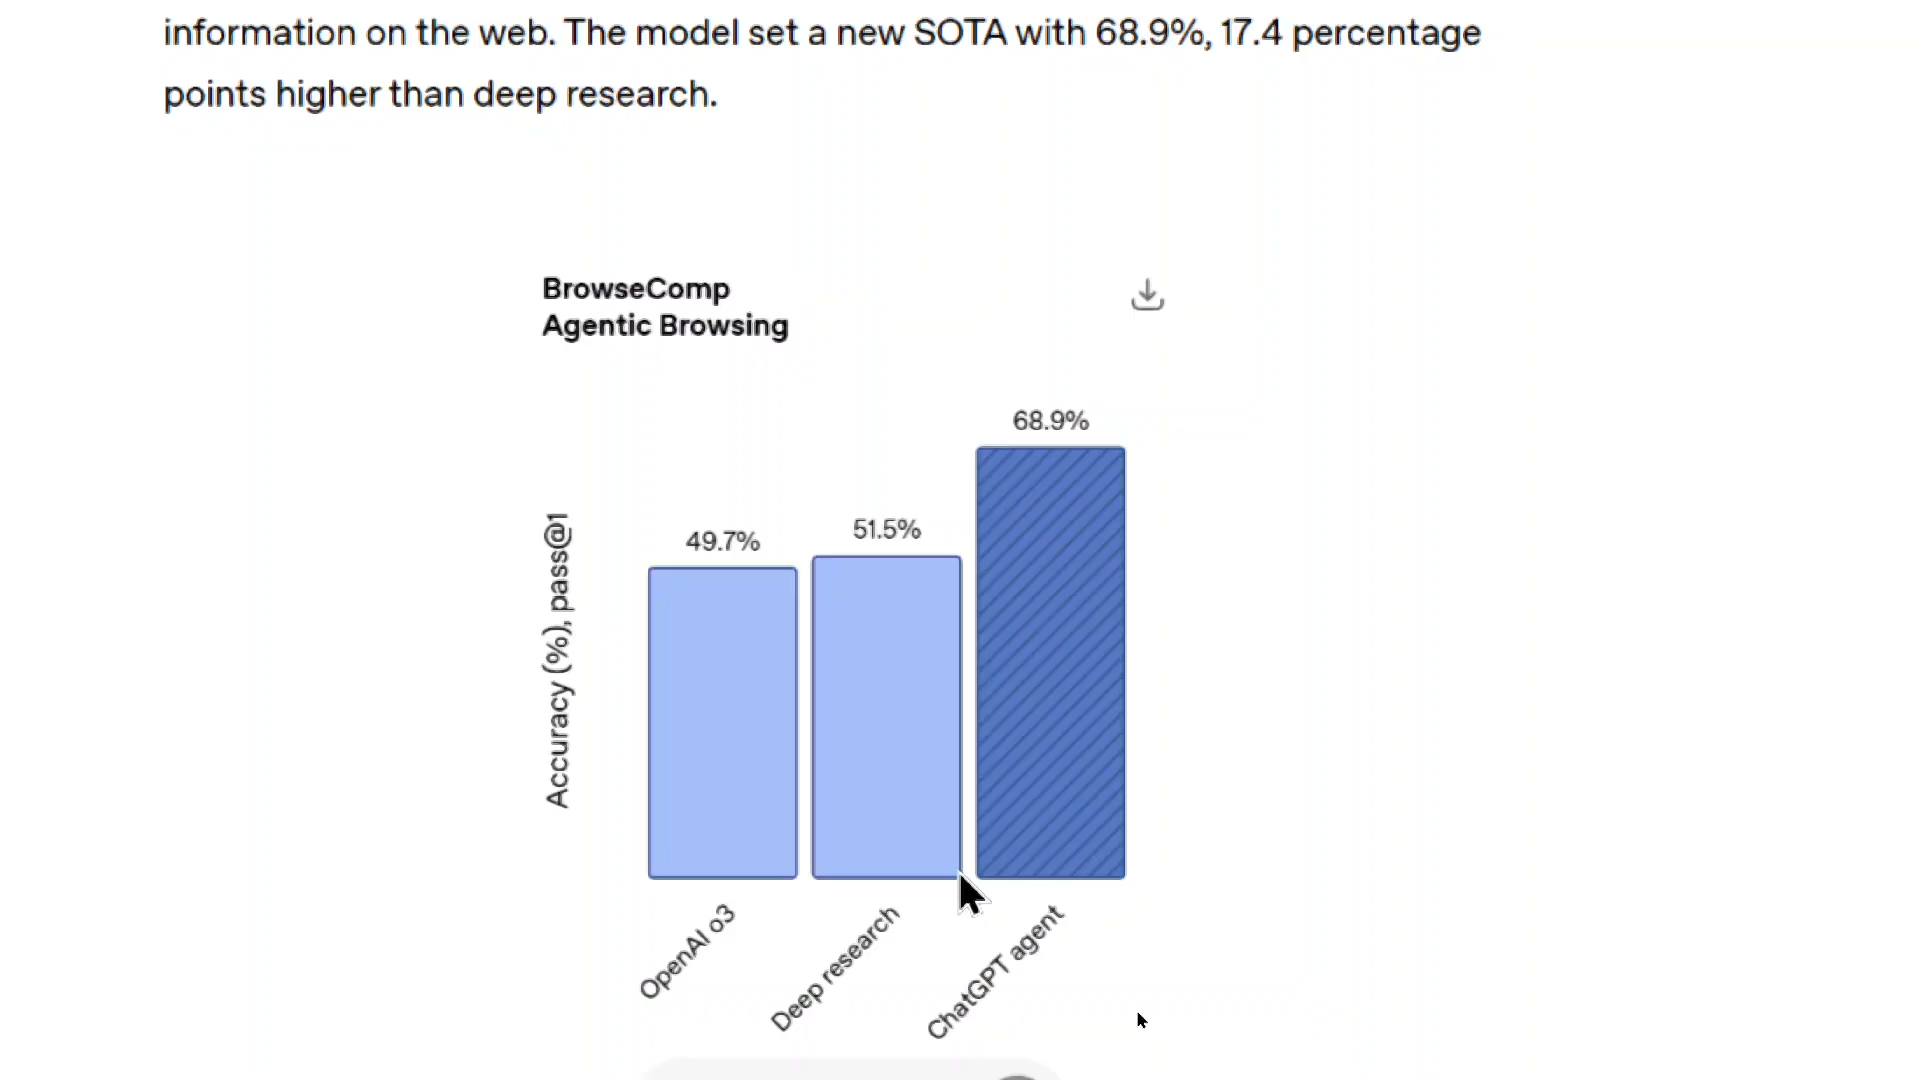 information on the web. The model set a new SOTA with 68.9%, 17.4 percentage
points higher than deep research.
BrowseComp
Agentic Browsing
68.9%
49.7%
51.5%
Accuracy (%), pass@1
OpenAI o3
Deep research
ChatGPT agent